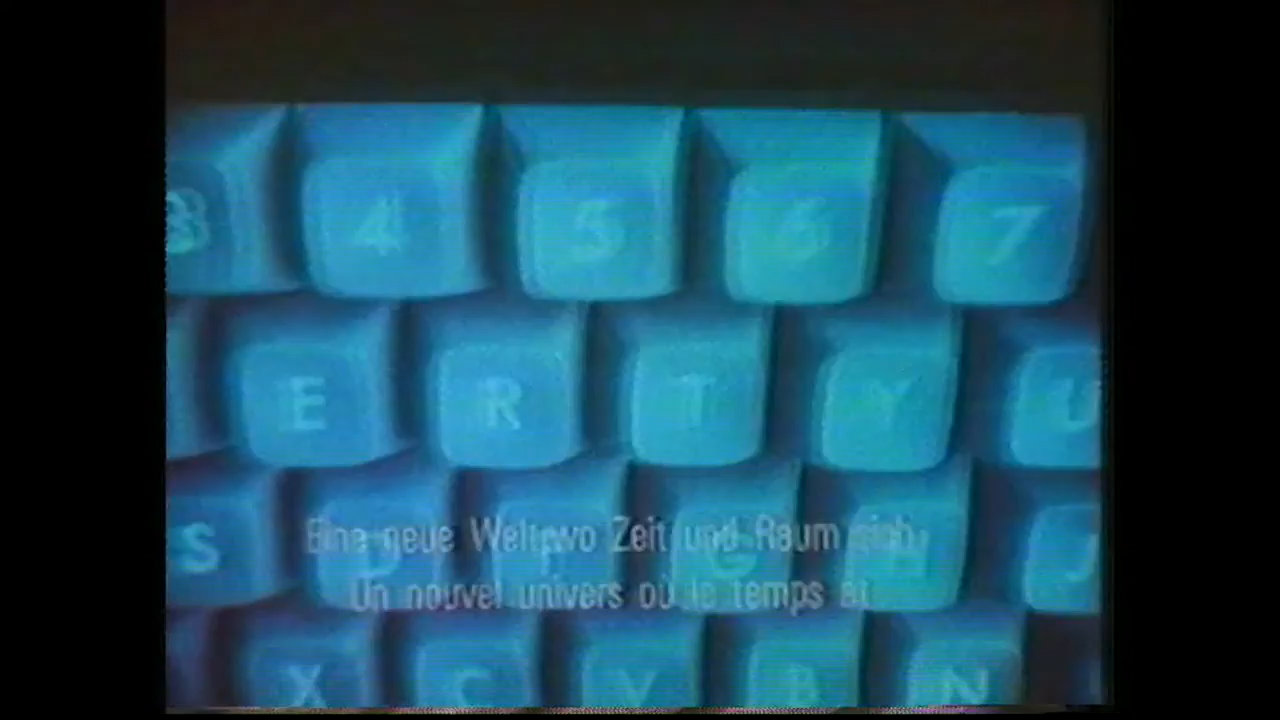 3 4 5 6 7
E R T Y U
S D F G H J
Eine neue Welt, wo Zeit und Raum sich
Un nouvel univers où le temps et
X C V B N